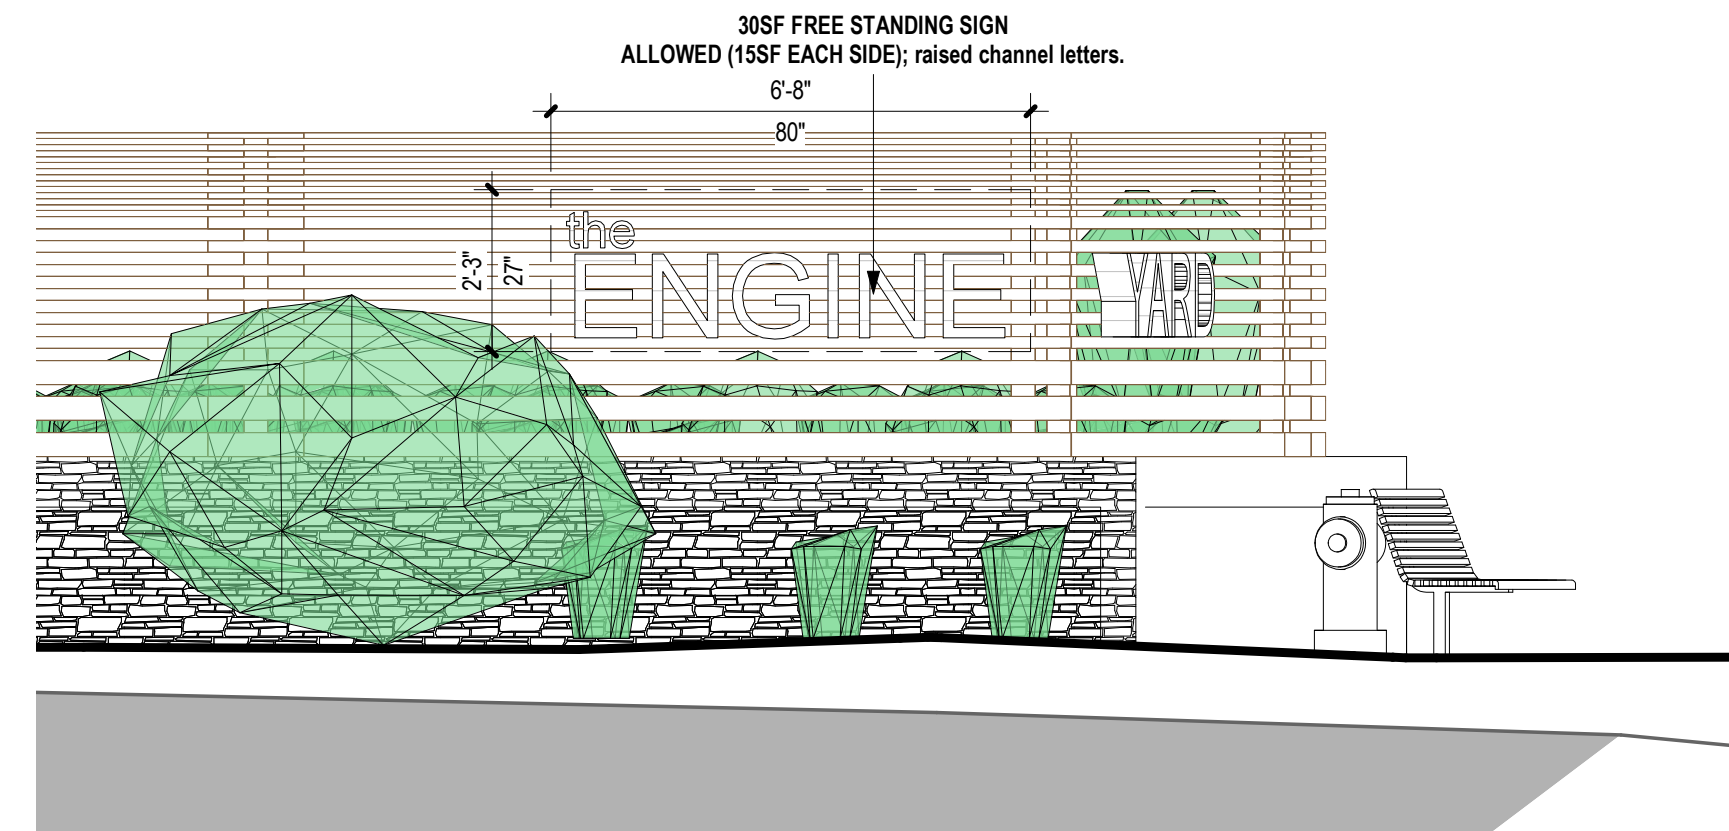 30SF FREE STANDING SIGN
ALLOWED (15SF EACH SIDE); raised channel letters.
6'-8"
80"
2'-3"
27"
the
ENGINE
YARD